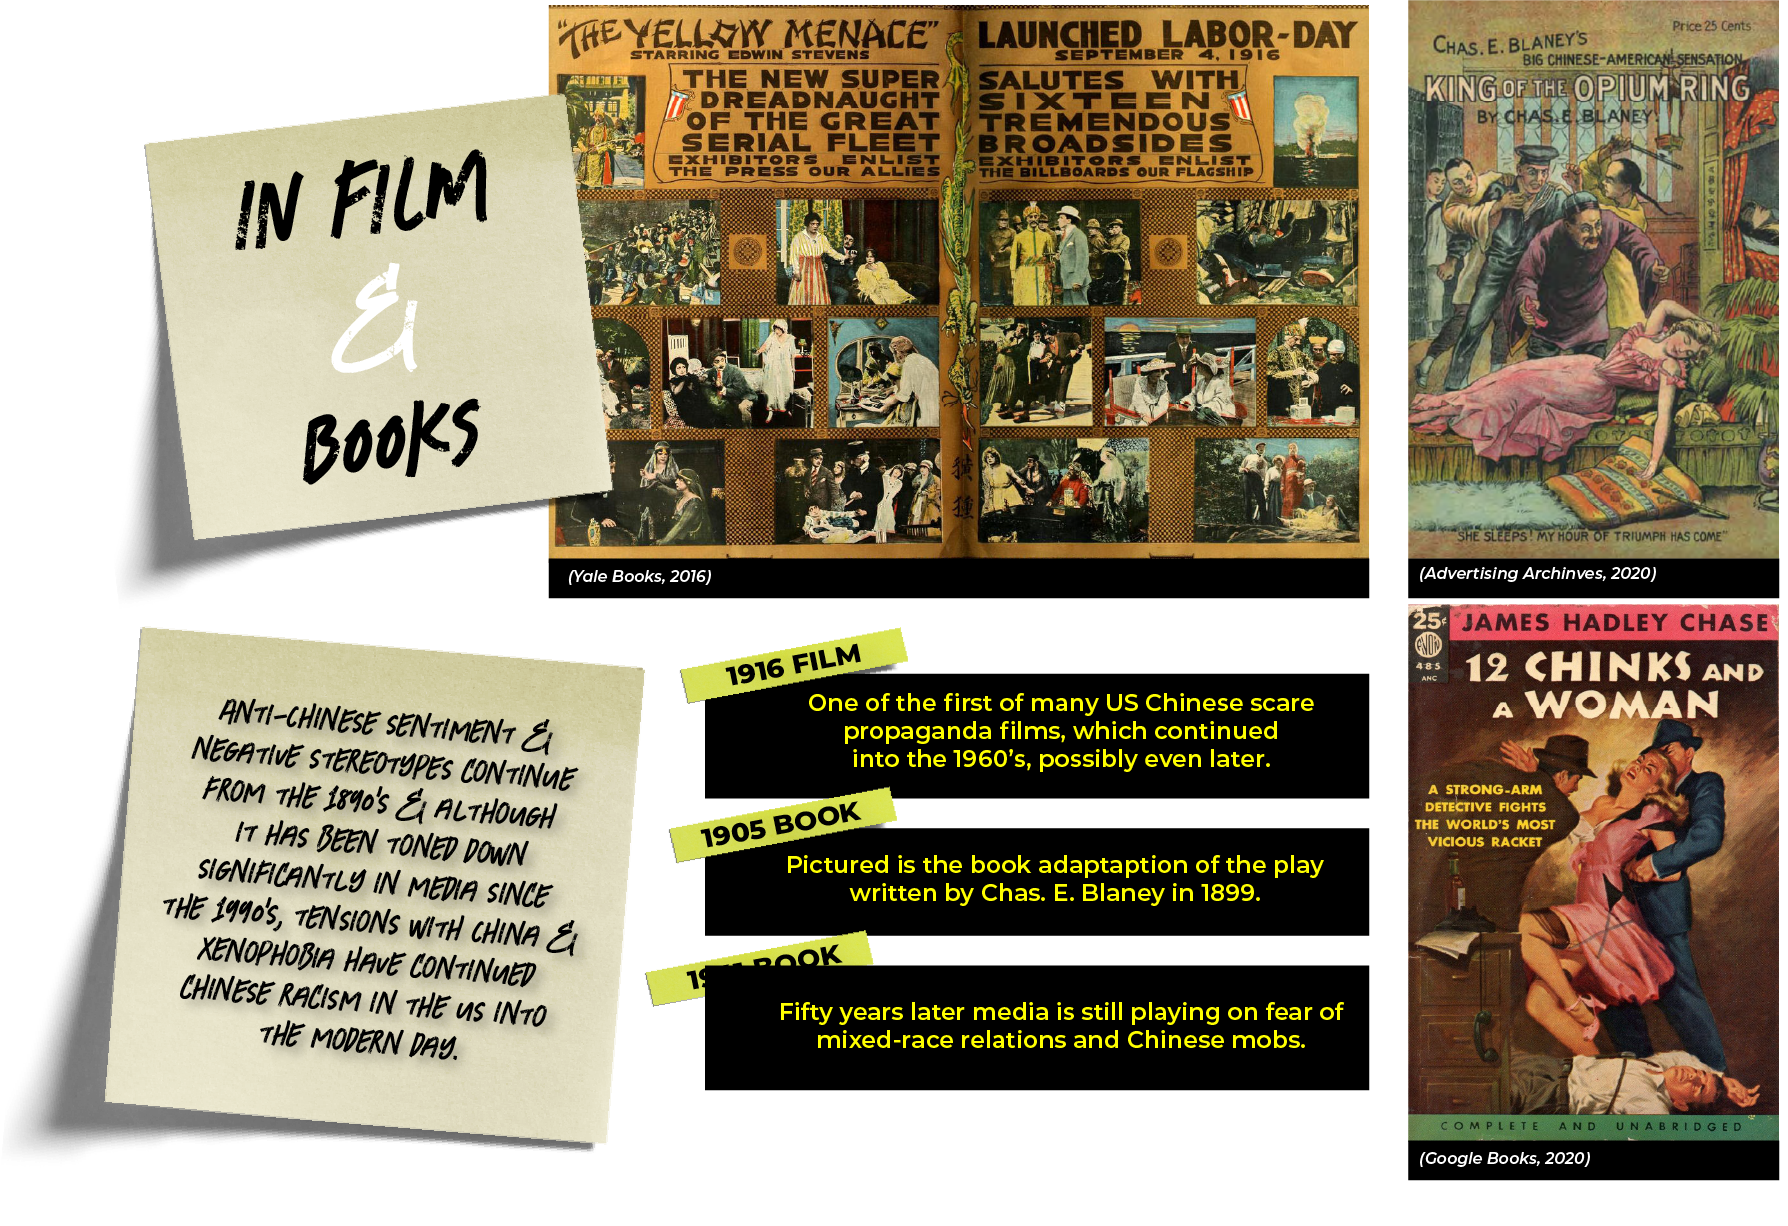 IN FILM
&
BOOKS
"THE YELLOW MENACE"
STARRING EDWIN STEVENS
THE NEW SUPER
DREADNAUGHT
OF THE GREAT
SERIAL FLEET
EXHIBITORS ENLIST
THE PRESS OUR ALLIES
LAUNCHED LABOR-DAY
SEPTEMBER 4, 1916
SALUTES WITH
SIXTEEN
TREMENDOUS
BROADSIDES
EXHIBITORS ENLIST
THE BILLBOARDS OUR FLAGSHIP
(Yale Books, 2016)
Price 25 Cents
CHAS. E. BLANEY'S
BIG CHINESE-AMERICAN SENSATION
KING OF THE OPIUM RING
BY CHAS. E. BLANEY.
"SHE SLEEPS! MY HOUR OF TRIUMPH HAS COME"
(Advertising Archinves, 2020)
ANTI-CHINESE SENTIMENT &
NEGATIVE STEREOTYPES CONTINUE
FROM THE 1890'S & ALTHOUGH
IT HAS BEEN TONED DOWN
SIGNIFICANTLY IN MEDIA SINCE
THE 1990'S, TENSIONS WITH CHINA &
XENOPHOBIA HAVE CONTINUED
CHINESE RACISM IN THE US INTO
THE MODERN DAY.
1916 FILM
One of the first of many US Chinese scare
propaganda films, which continued
into the 1960's, possibly even later.
1905 BOOK
Pictured is the book adaptaption of the play
written by Chas. E. Blaney in 1899.
BOOK
Fifty years later media is still playing on fear of
mixed-race relations and Chinese mobs.
25¢
AVON
485
ANC
JAMES HADLEY CHASE
12 CHINKS AND
A WOMAN
A STRONG-ARM
DETECTIVE FIGHTS
THE WORLD'S MOST
VICIOUS RACKET
COMPLETE AND UNABRIDGED
(Google Books, 2020)